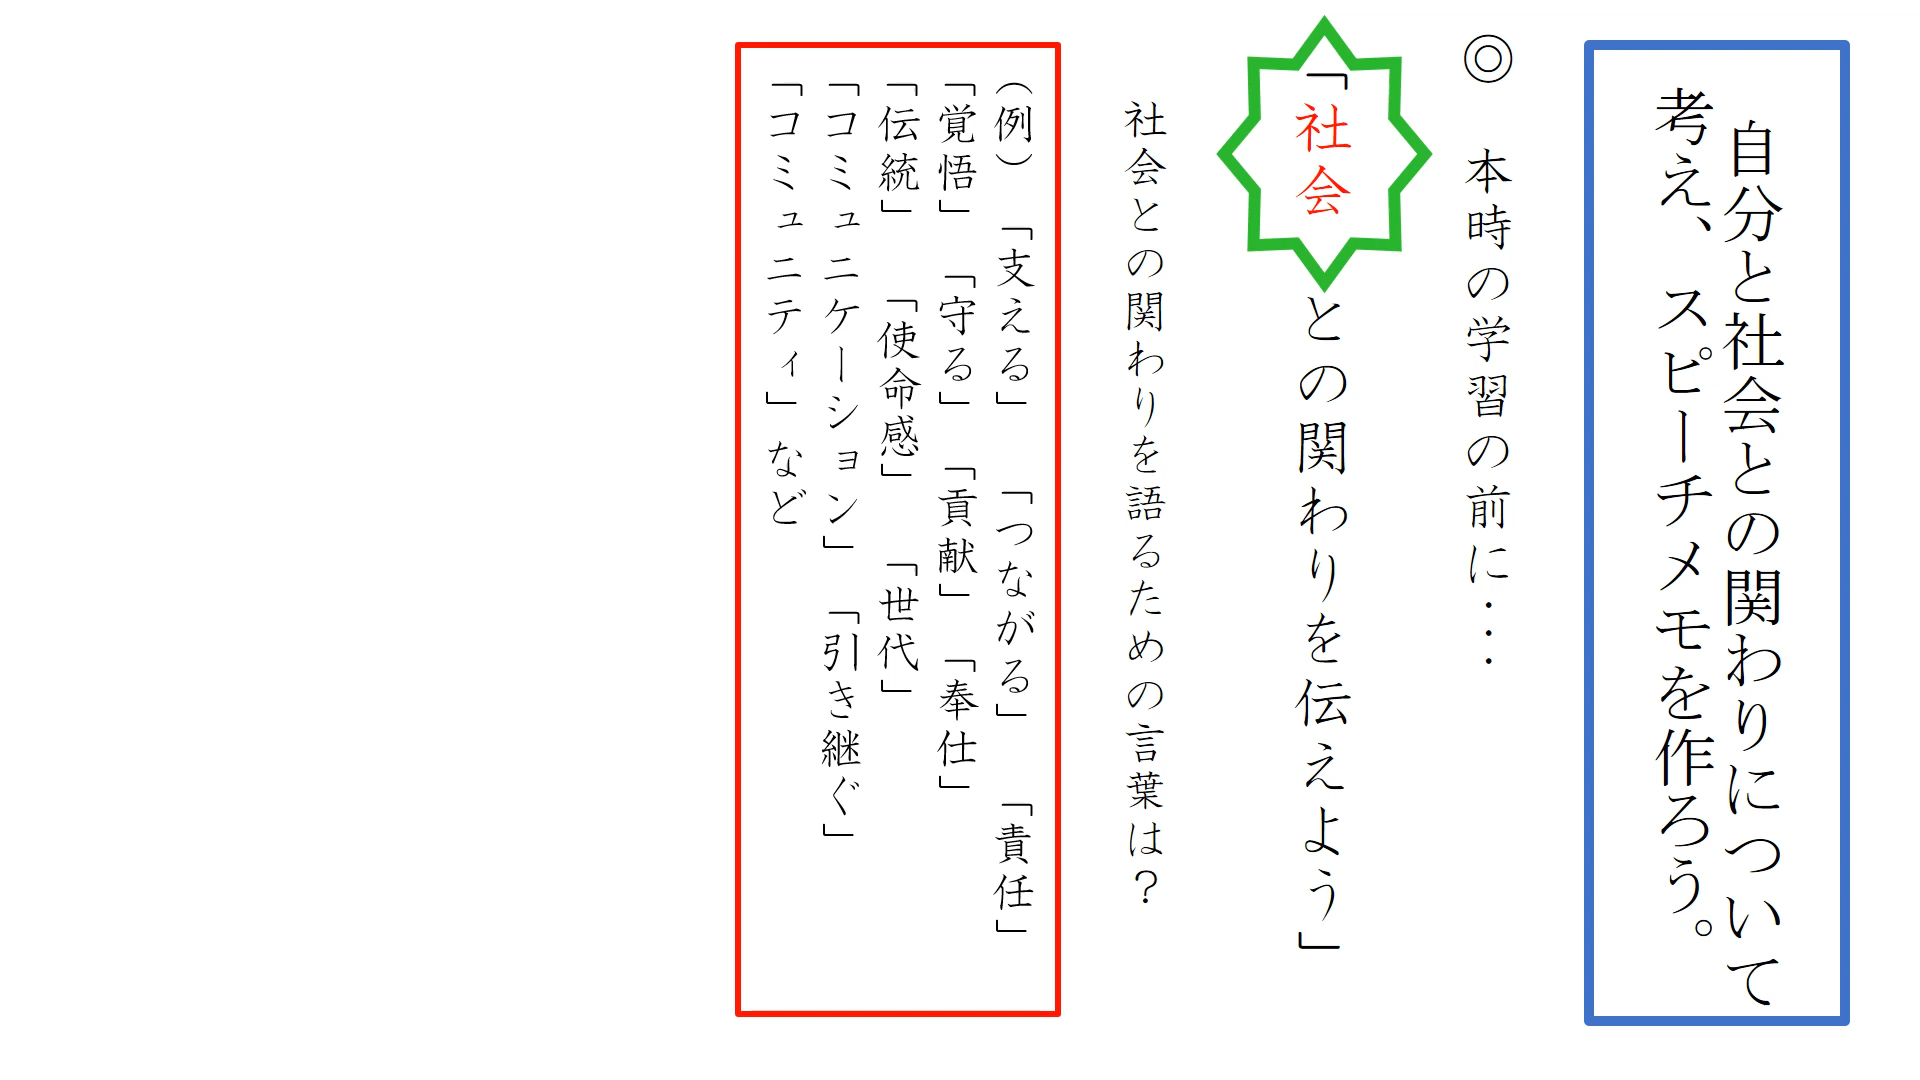 自分と社会との関わりについて
考え、スピーチメモを作ろう。
◎　本時の学習の前に・・・
「社会との関わりを伝えよう」
社会との関わりを語るための言葉は？
（例）　「支える」　「つながる」　「責任」
「覚悟」　「守る」　「貢献」　「奉仕」
「伝統」　「使命感」　「世代」
「コミュニケーション」　「引き継ぐ」
「コミュニティ」など